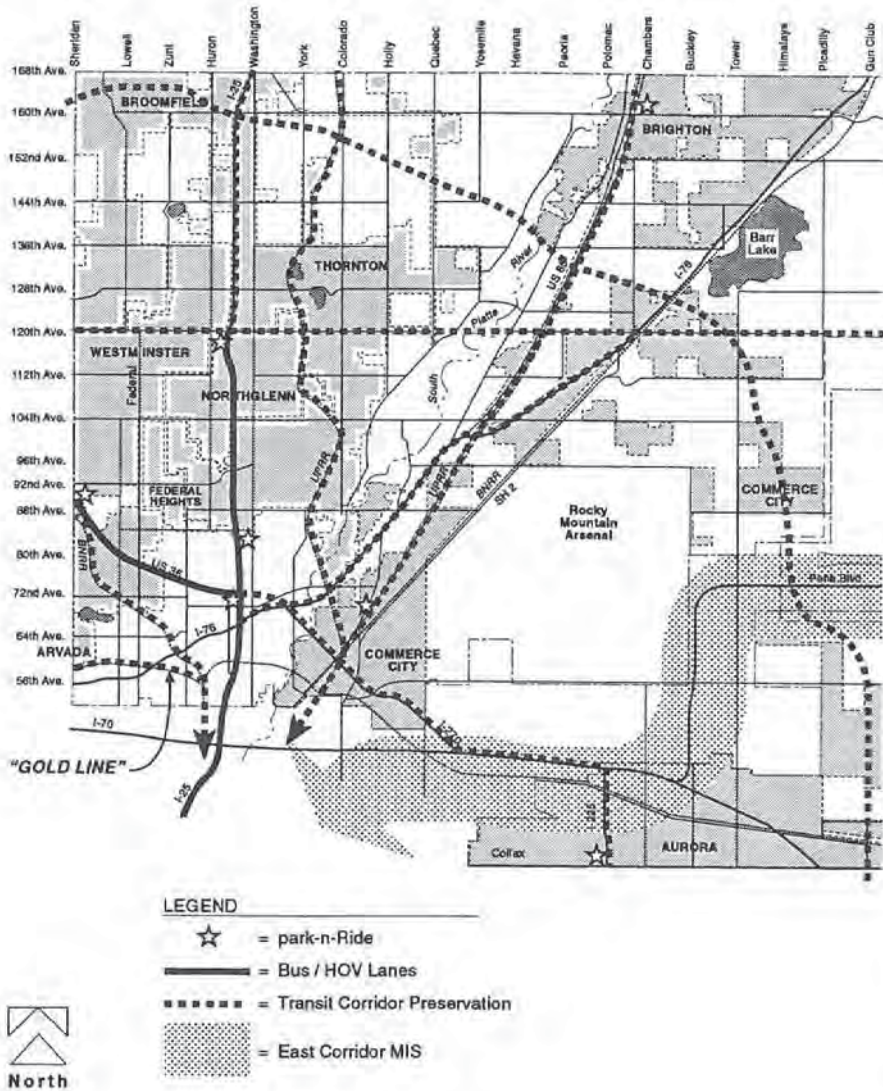 Sheridan
Lowell
Zuni
Huron
Washington
York
Colorado
Holly
Quebec
Yosemite
Havana
Peoria
Potomac
Chambers
Buckley
Tower
Himalaya
Picadilly
Gun Club
168th Ave.
160th Ave.
152nd Ave.
144th Ave.
136th Ave.
128th Ave.
120th Ave.
112th Ave.
104th Ave.
96th Ave.
92nd Ave.
88th Ave.
80th Ave.
72nd Ave.
64th Ave.
56th Ave.
BROOMFIELD
I-25
BRIGHTON
THORNTON
River
US 85
I-76
Barr
Lake
Platte
WESTMINSTER
Federal
NORTHGLENN
South
UPRR
UPRR
BNRR
SH 2
FEDERAL
HEIGHTS
Rocky
Mountain
Arsenal
COMMERCE
CITY
BNRR
US 36
Pena Blvd.
I-76
ARVADA
COMMERCE
CITY
I-70
I-270
"GOLD LINE"
I-25
I-225
Colfax
AURORA
LEGEND
= park-n-Ride
= Bus / HOV Lanes
= Transit Corridor Preservation
= East Corridor MIS
North